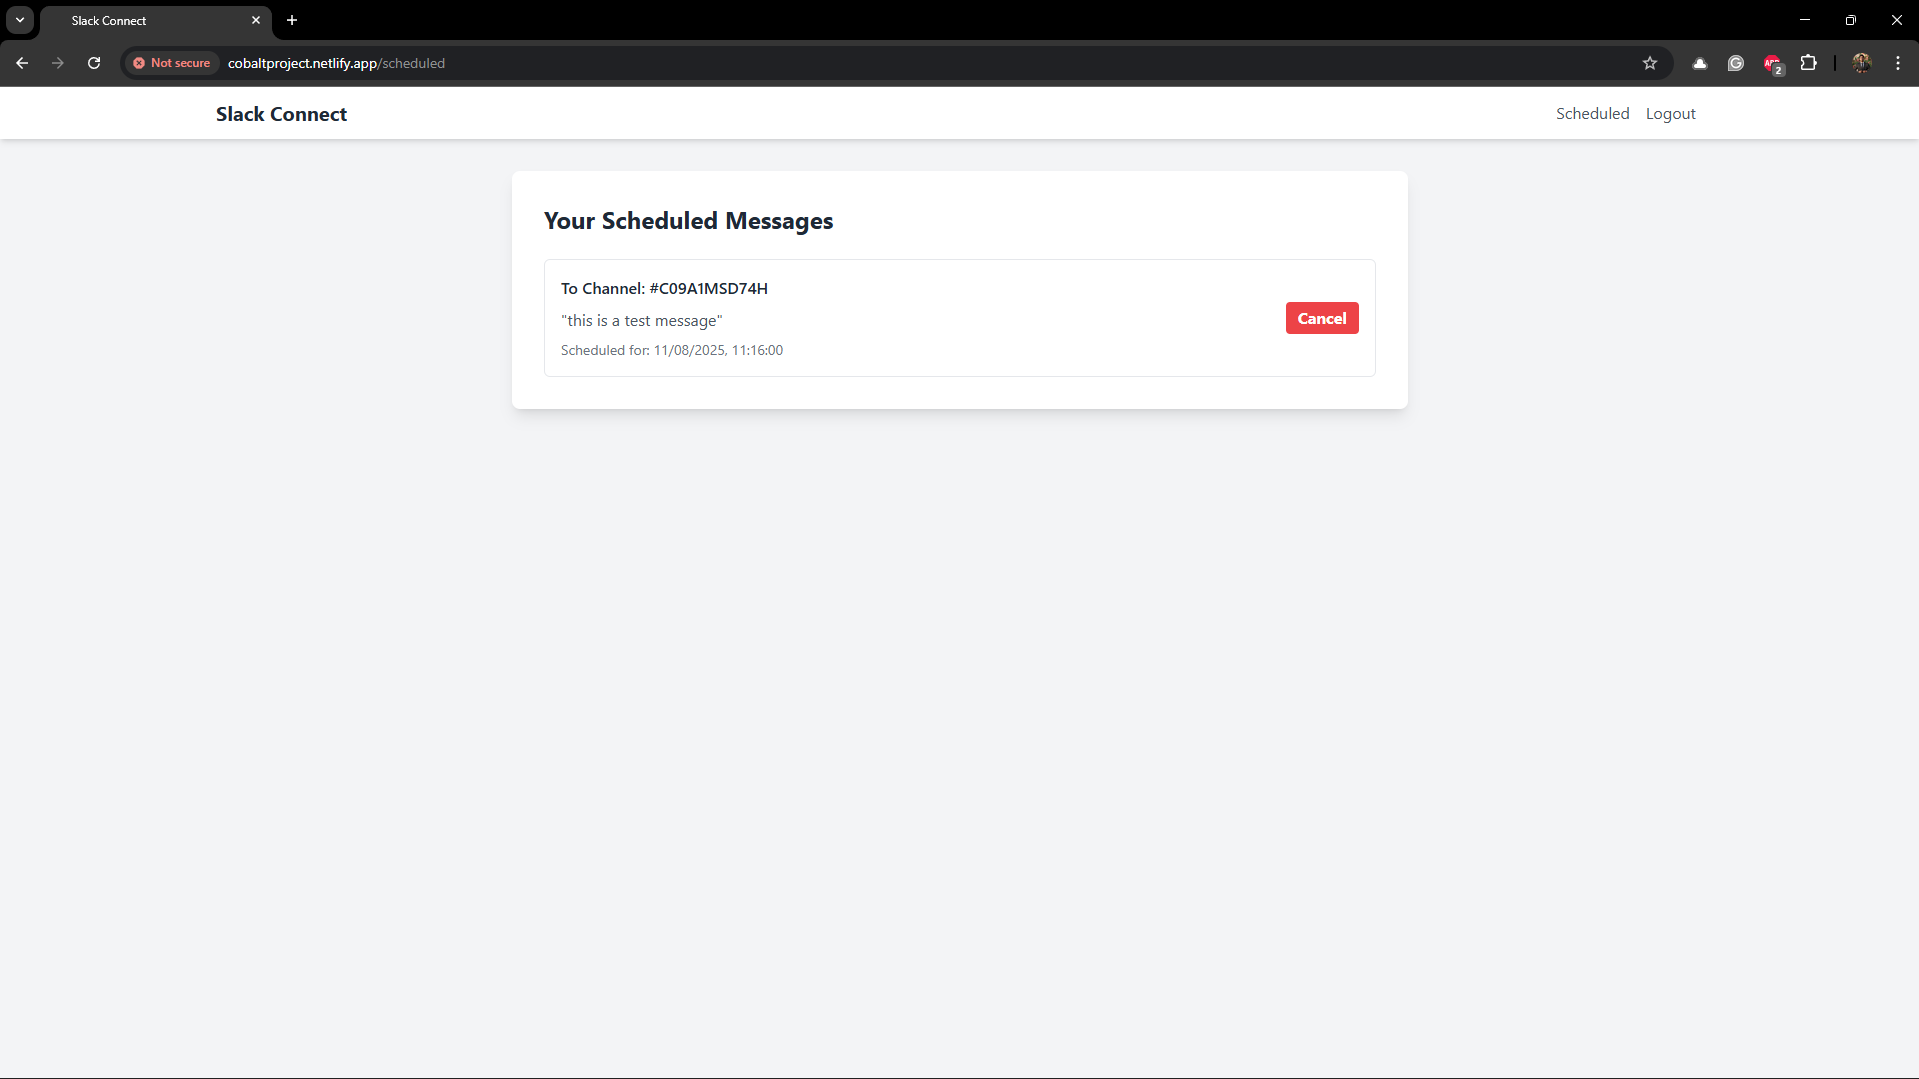 Slack Connect
Not secure
cobaltproject.netlify.app/scheduled
2
Slack Connect
Scheduled
Logout
Your Scheduled Messages
To Channel: #C09A1MSD74H
"this is a test message"
Scheduled for: 11/08/2025, 11:16:00
Cancel